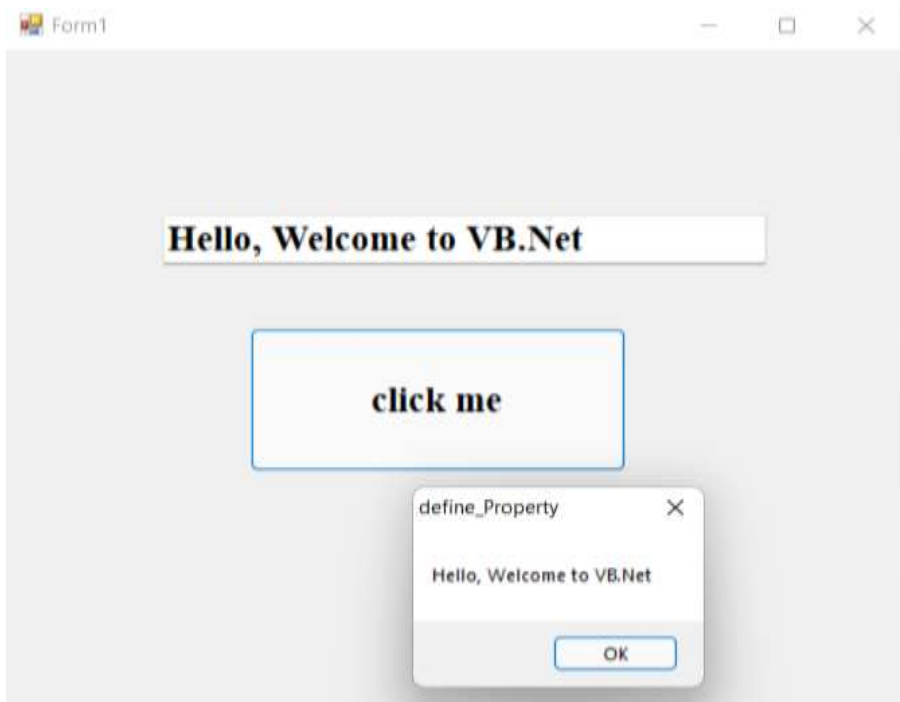 Form1
Hello, Welcome to VB.Net
click me
define_Property
Hello, Welcome to VB.Net
OK